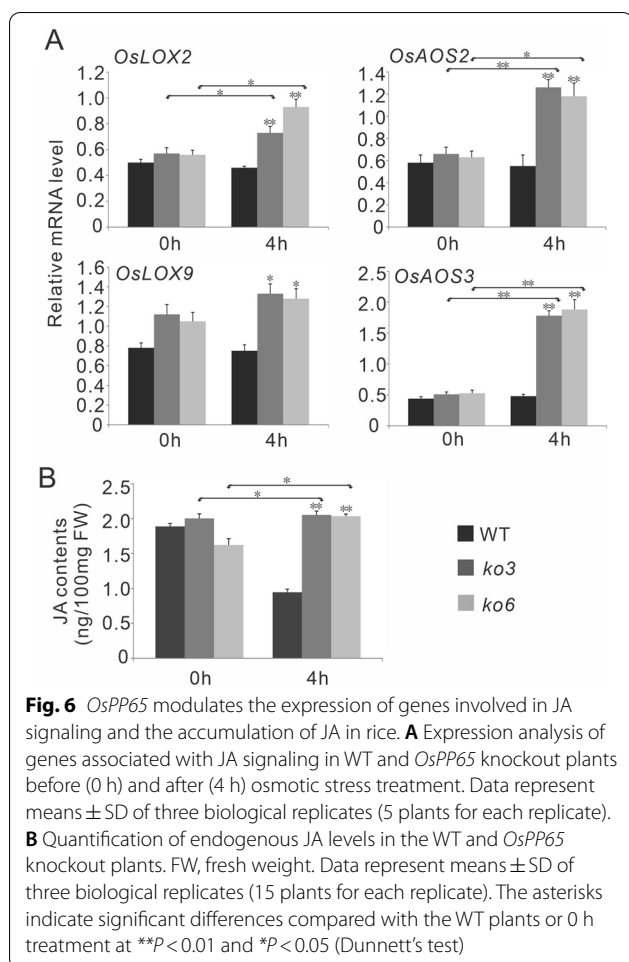 A
OsLOX2
OsAOS2
1.2
1.0
0.8
0.6
0.4
0.2
0
*
*
**
**
0h
4h
1.4
1.2
1.0
0.8
0.6
0.4
0.2
0
*
**
**
**
0h
4h
Relative mRNA level
OsLOX9
OsAOS3
1.6
1.4
1.2
1.0
0.8
0.6
0.4
0.2
0
*
*
0h
4h
2.5
2.0
1.5
1.0
0.5
0
**
**
**
**
0h
4h
B
JA contents
(ng/100mg FW)
2.5
2.0
1.5
1.0
0.5
0
*
*
**
**
0h
4h
WT
ko3
ko6
Fig. 6 OsPP65 modulates the expression of genes involved in JA
signaling and the accumulation of JA in rice. A Expression analysis of
genes associated with JA signaling in WT and OsPP65 knockout plants
before (0 h) and after (4 h) osmotic stress treatment. Data represent
means ± SD of three biological replicates (5 plants for each replicate).
B Quantification of endogenous JA levels in the WT and OsPP65
knockout plants. FW, fresh weight. Data represent means ± SD of
three biological replicates (15 plants for each replicate). The asterisks
indicate significant differences compared with the WT plants or 0 h
treatment at **P < 0.01 and *P < 0.05 (Dunnett’s test)